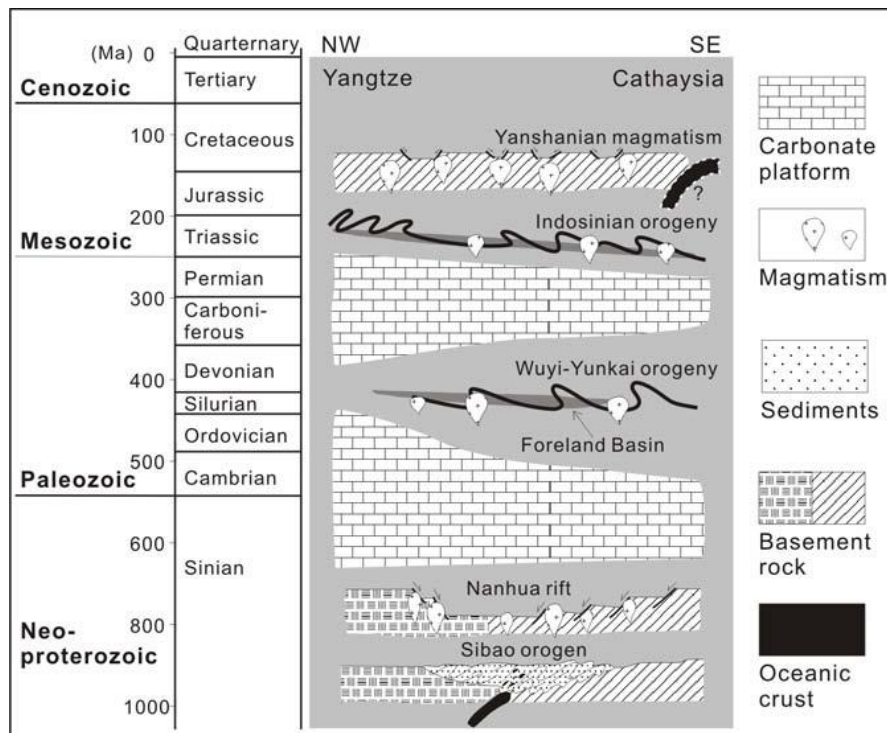 (Ma) 0
Quarternary
NW
SE
Cenozoic
Tertiary
Yangtze
Cathaysia
100
Cretaceous
Yanshanian magmatism
Carbonate
platform
Jurassic
?
200
Indosinian orogeny
Mesozoic
Triassic
Magmatism
Permian
300
Carboni-
ferous
Devonian
Wuyi-Yunkai orogeny
400
Silurian
Sediments
Ordovician
Foreland Basin
500
Paleozoic
Cambrian
600
Sinian
Basement
rock
Nanhua rift
800
Neo-
proterozoic
Sibao orogen
Oceanic
crust
1000